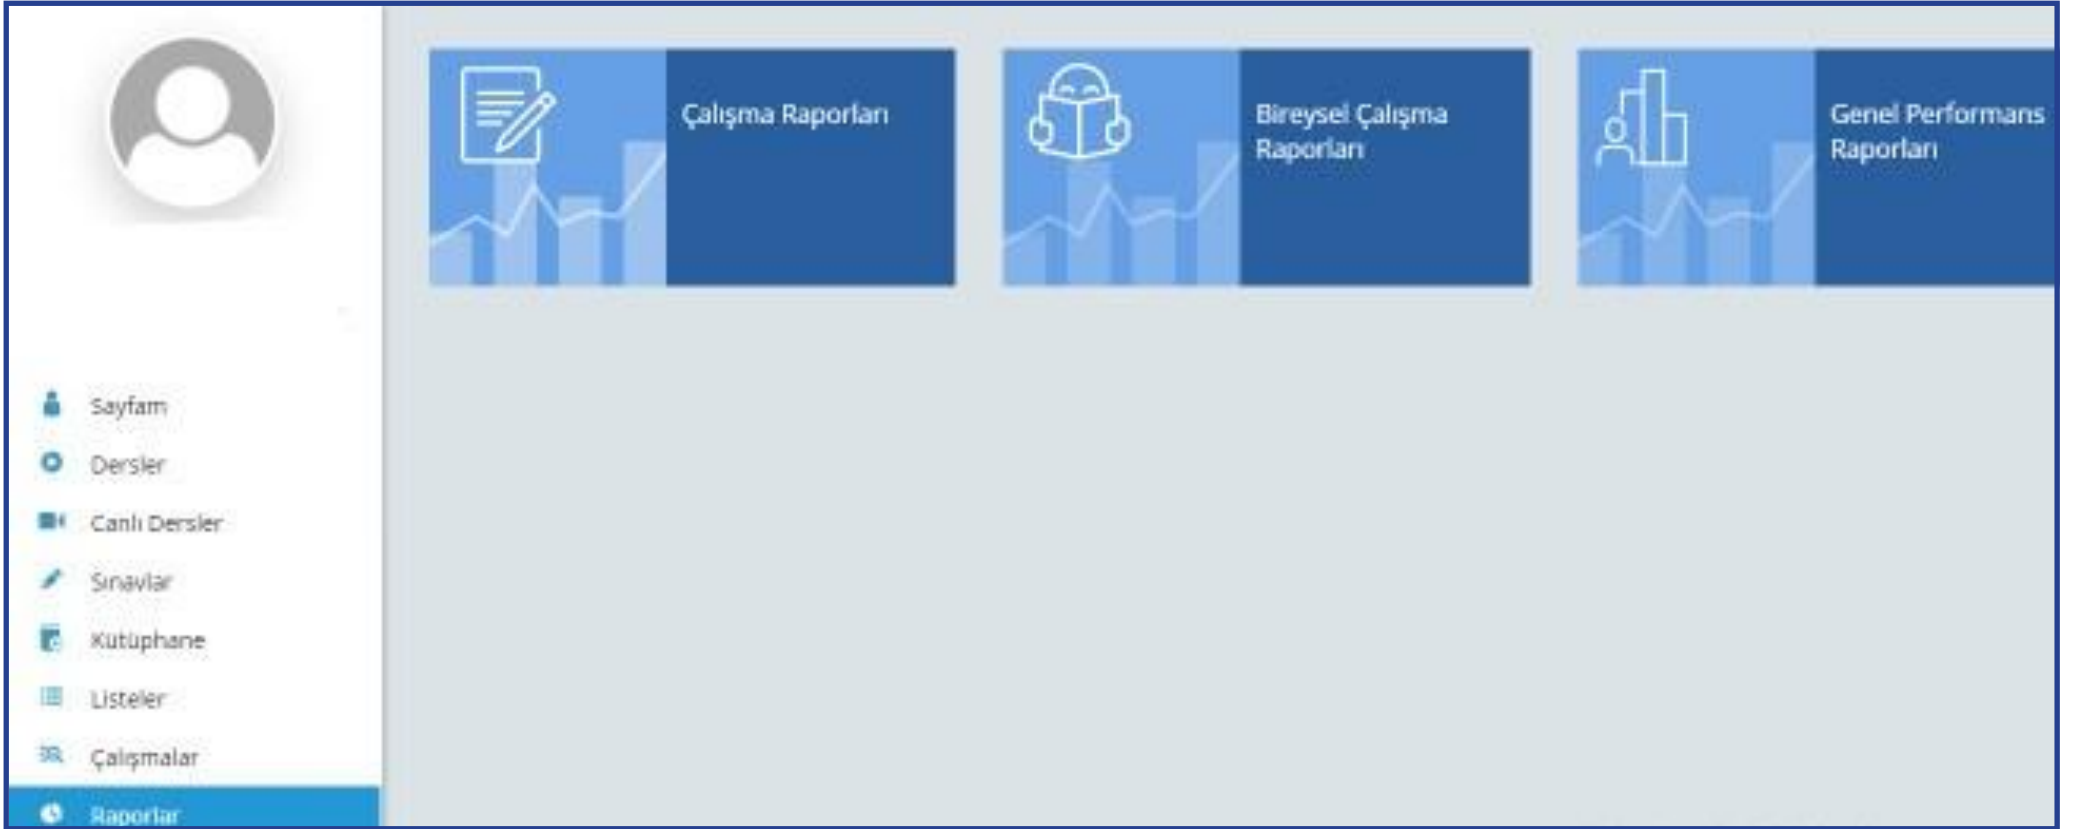 Çalışma Raporları
Bireysel Çalışma
Raporları
Genel Performans
Raporları
Sayfam
Dersler
Canlı Dersler
Sınavlar
Kütüphane
Listeler
Çalışmalar
Raporlar